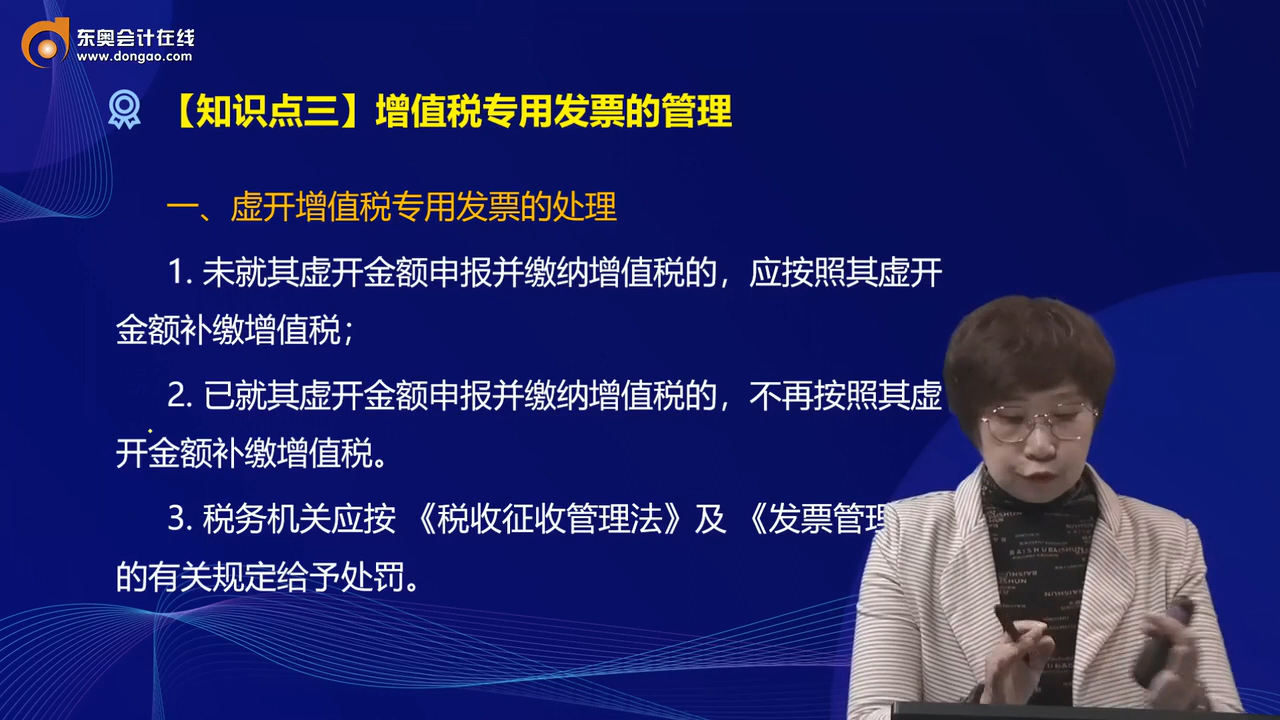 东奥会计在线
www.dongao.com
【知识点三】增值税专用发票的管理
一、虚开增值税专用发票的处理
1. 未就其虚开金额申报并缴纳增值税的，应按照其虚开
金额补缴增值税；
2. 已就其虚开金额申报并缴纳增值税的，不再按照其虚
开金额补缴增值税。
3. 税务机关应按 《税收征收管理法》及 《发票管理
的有关规定给予处罚。
BAISHUN